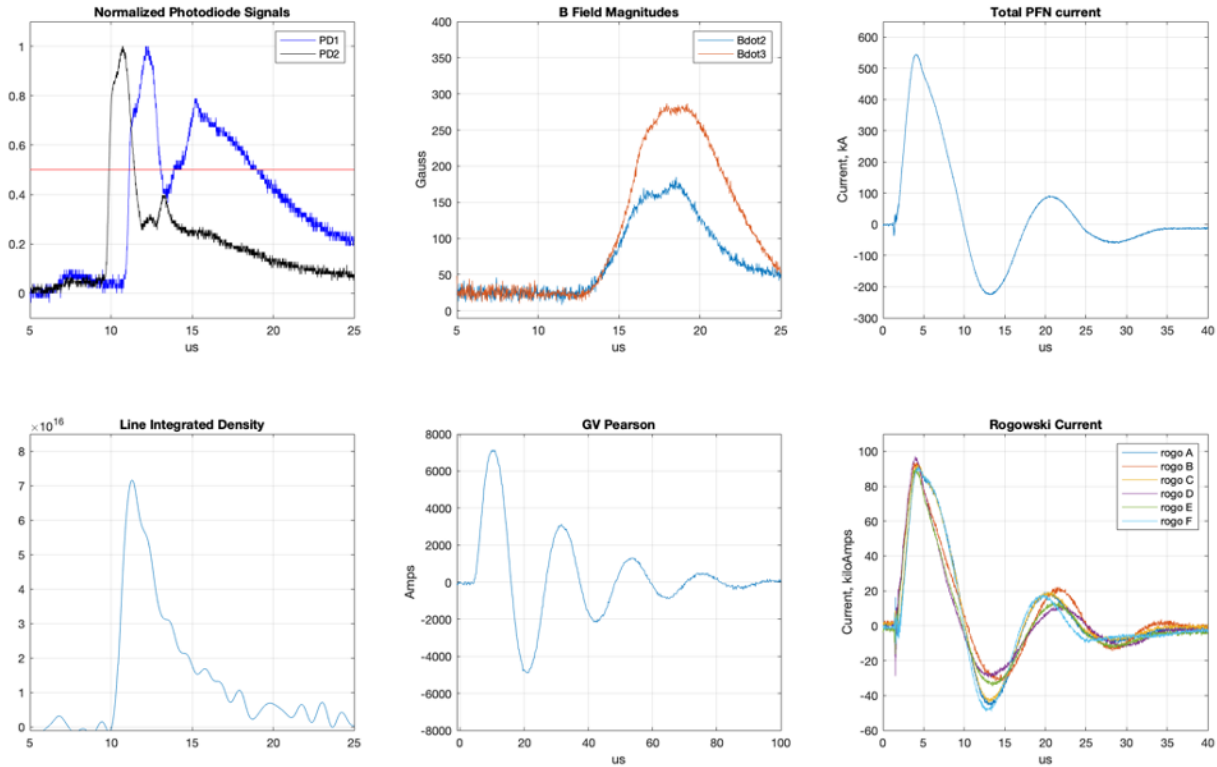 Normalized Photodiode Signals
PD1
PD2
1
0.8
0.6
0.4
0.2
0
5 10 15 20 25
us
B Field Magnitudes
Bdot2
Bdot3
400
350
300
250
200
150
100
50
0
Gauss
5 10 15 20 25
us
Total PFN current
600
500
400
300
200
100
0
-100
-200
-300
Current, kA
0 5 10 15 20 25 30 35 40
us
Line Integrated Density
×10^16
8
7
6
5
4
3
2
1
0
5 10 15 20 25
us
GV Pearson
8000
6000
4000
2000
0
-2000
-4000
-6000
-8000
Amps
0 20 40 60 80 100
us
Rogowski Current
rogo A
rogo B
rogo C
rogo D
rogo E
rogo F
100
80
60
40
20
0
-20
-40
-60
Current, kiloAmps
0 5 10 15 20 25 30 35 40
us